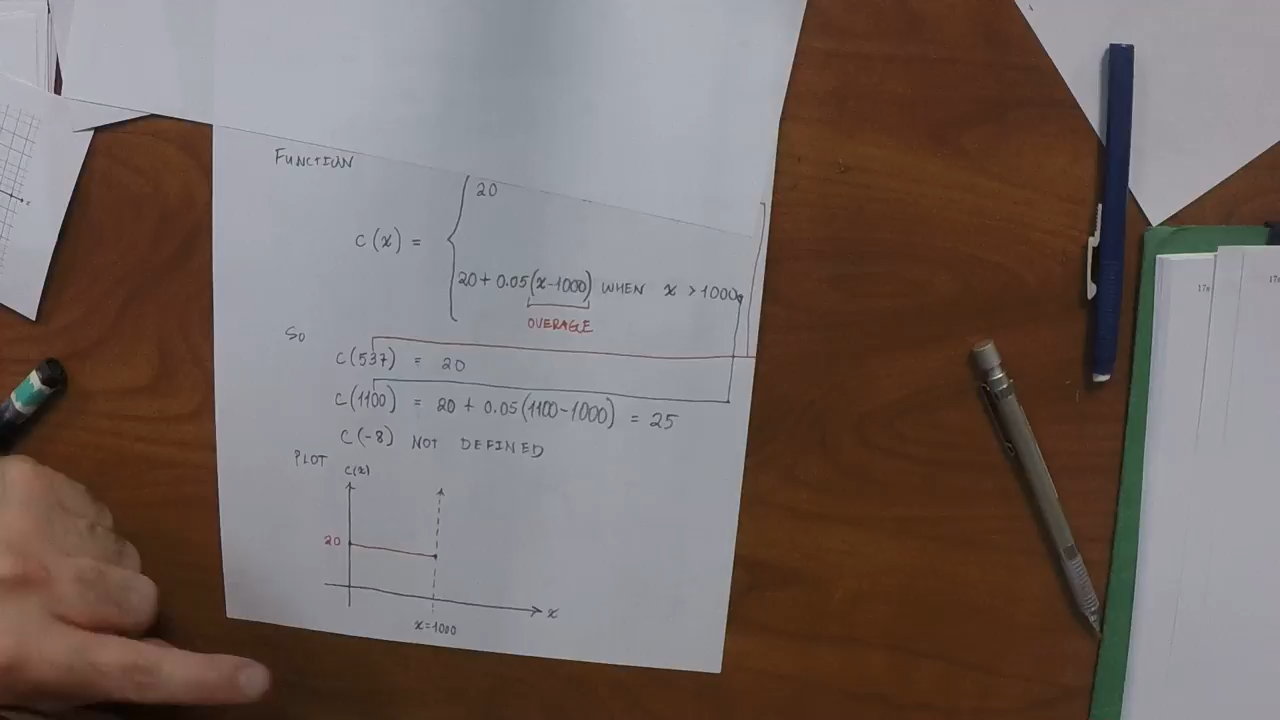 FUNCTION
20
C(x) =
20 + 0.05(x-1000) WHEN x > 1000
OVERAGE
SO
C(537) = 20
C(1100) = 20 + 0.05(1100-1000) = 25
C(-8) NOT DEFINED
PLOT
C(x)
20
x
x=1000
176